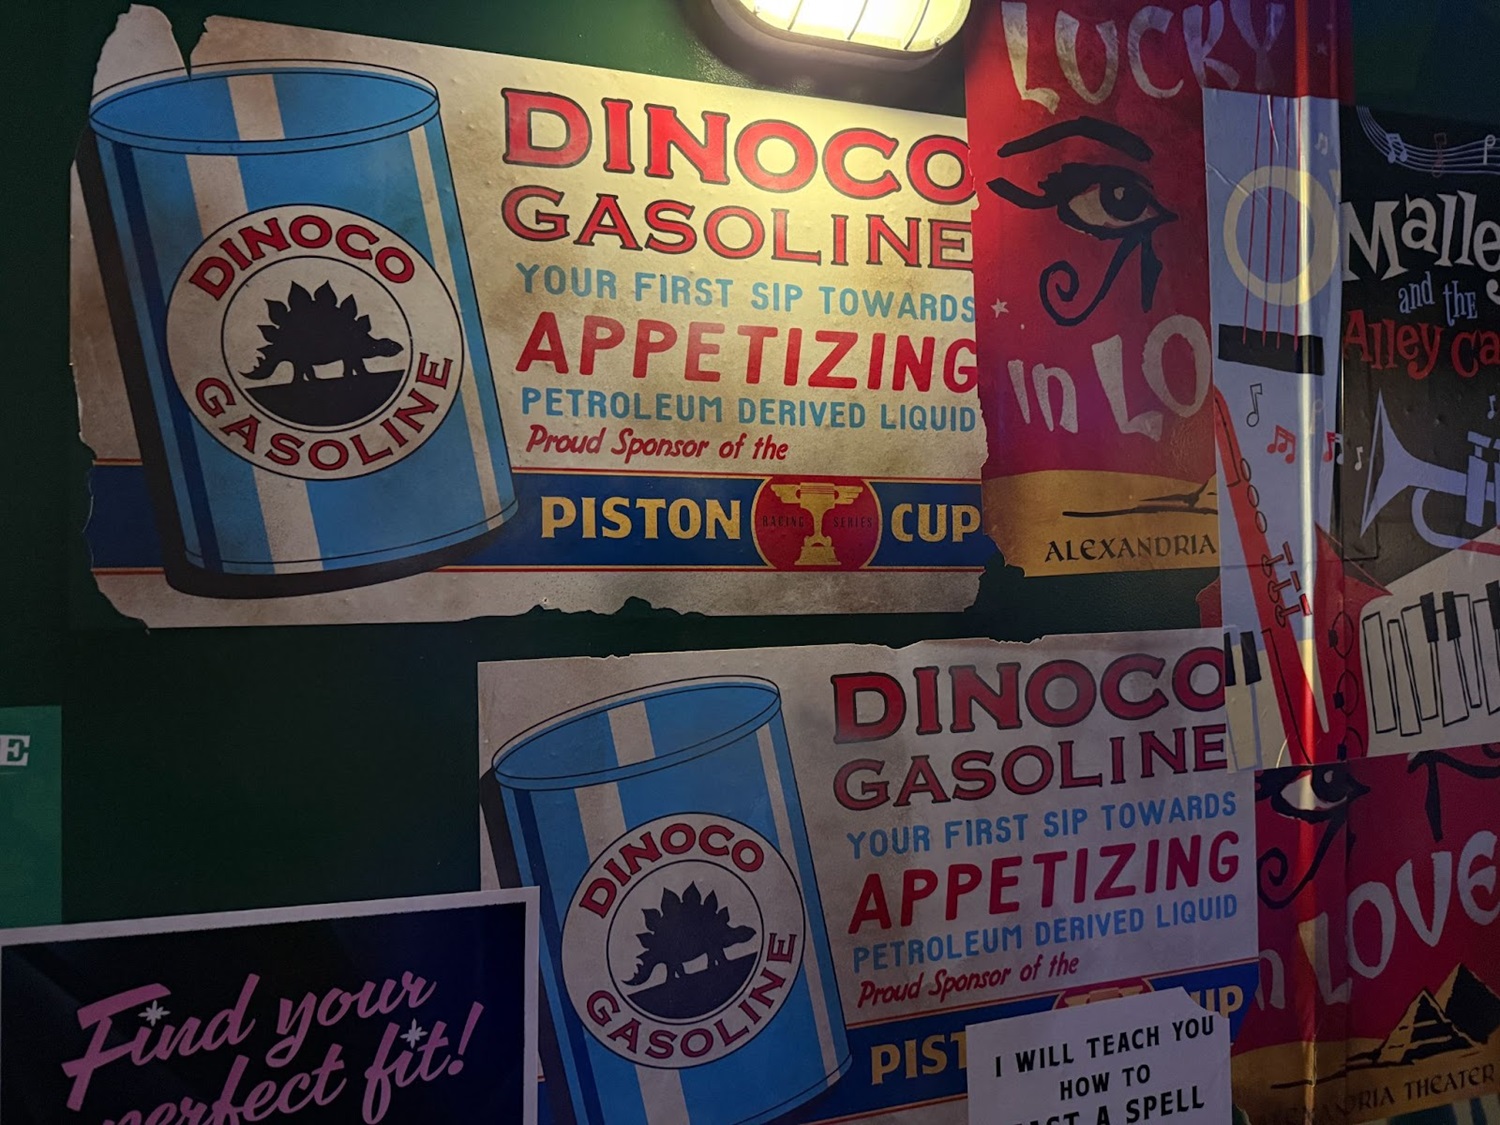 DINOCO
GASOLINE
DINOCO
GASOLINE
YOUR FIRST SIP TOWARDS
APPETIZING
PETROLEUM DERIVED LIQUID
Proud Sponsor of the
PISTON RACING SERIES CUP
LUCKY
in LO
ALEXANDRIA
Malle
and the
Alley Ca
E
DINOCO
GASOLINE
DINOCO
GASOLINE
YOUR FIRST SIP TOWARDS
APPETIZING
PETROLEUM DERIVED LIQUID
Proud Sponsor of the
PIST UP
n LOVE
ANDRIA THEATER
Find your
perfect fit!
I WILL TEACH YOU
HOW TO
AST A SPELL